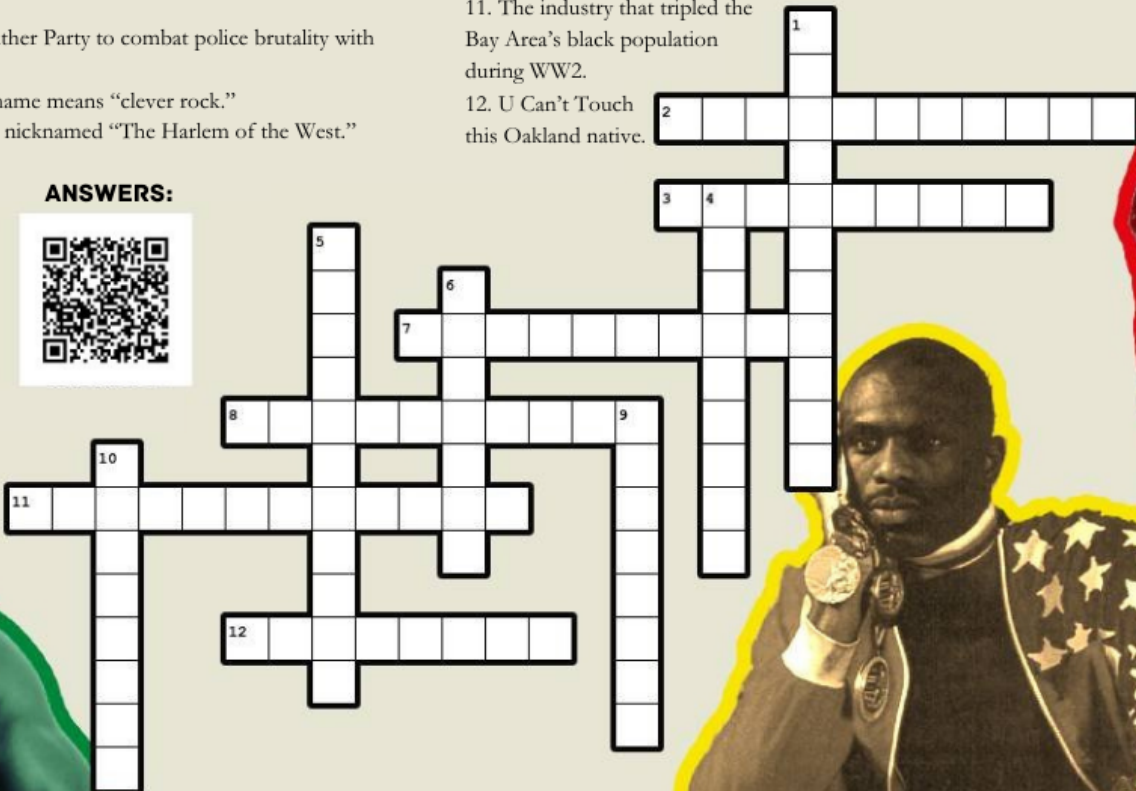 ther Party to combat police brutality with
name means “clever rock.”
nicknamed “The Harlem of the West.”
11. The industry that tripled the
Bay Area’s black population
during WW2.
12. U Can’t Touch
this Oakland native.
ANSWERS:
1
2
3 4
5
6
7
8 9
10
11
12